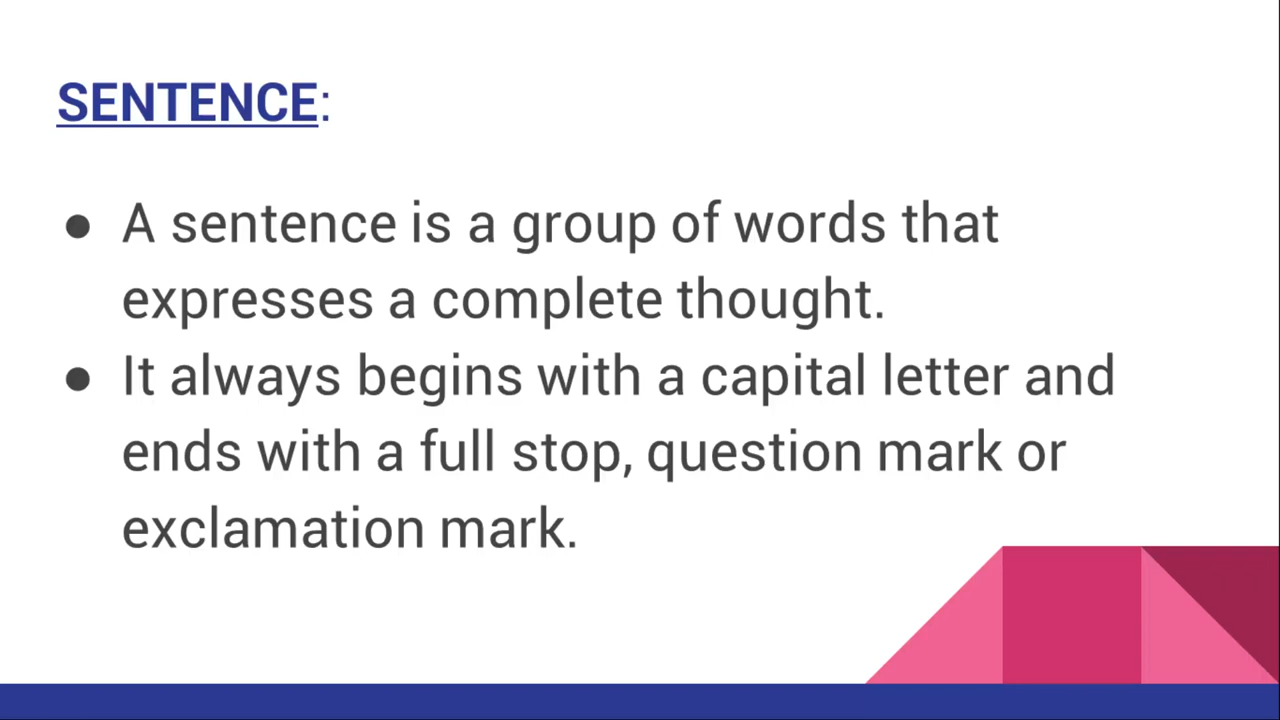 SENTENCE:
● A sentence is a group of words that
expresses a complete thought.
● It always begins with a capital letter and
ends with a full stop, question mark or
exclamation mark.